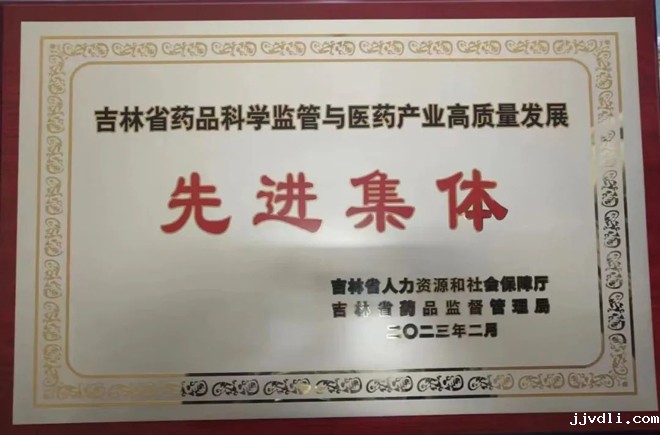 吉林省药品科学监管与医药产业高质量发展
先进集体
吉林省人力资源和社会保障厅
吉林省药品监督管理局
二〇二三年二月
jjvdli.com